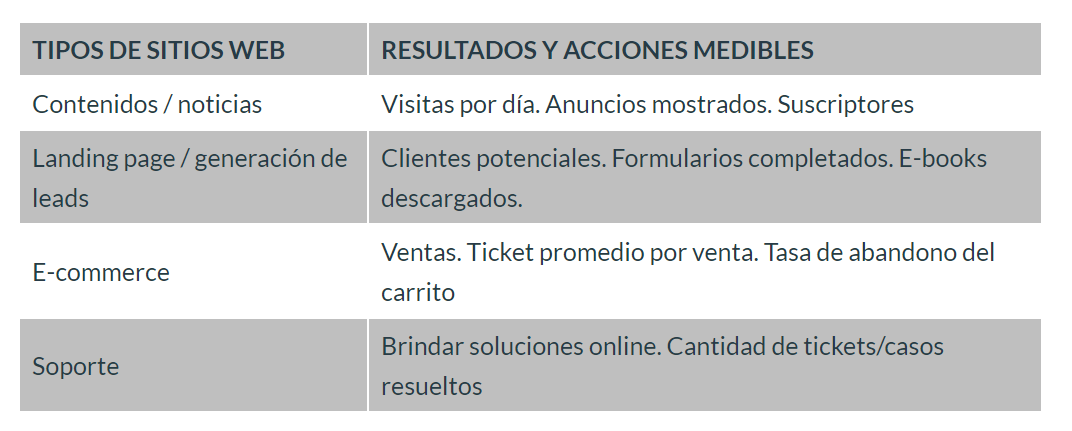 TIPOS DE SITIOS WEB
RESULTADOS Y ACCIONES MEDIBLES
Contenidos / noticias
Visitas por día. Anuncios mostrados. Suscriptores
Landing page / generación de
leads
Clientes potenciales. Formularios completados. E-books
descargados.
E-commerce
Ventas. Ticket promedio por venta. Tasa de abandono del
carrito
Soporte
Brindar soluciones online. Cantidad de tickets/casos
resueltos